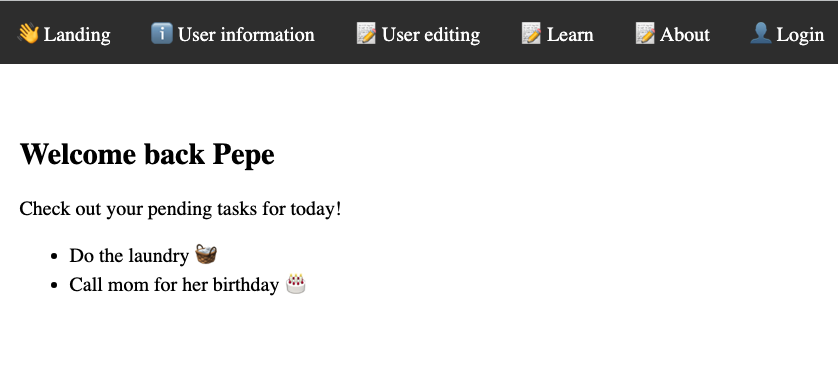 👋 Landing ℹ️ User information 📝 User editing 📝 Learn 📝 About 👤 Login
Welcome back Pepe
Check out your pending tasks for today!
• Do the laundry 🧺
• Call mom for her birthday 🎂